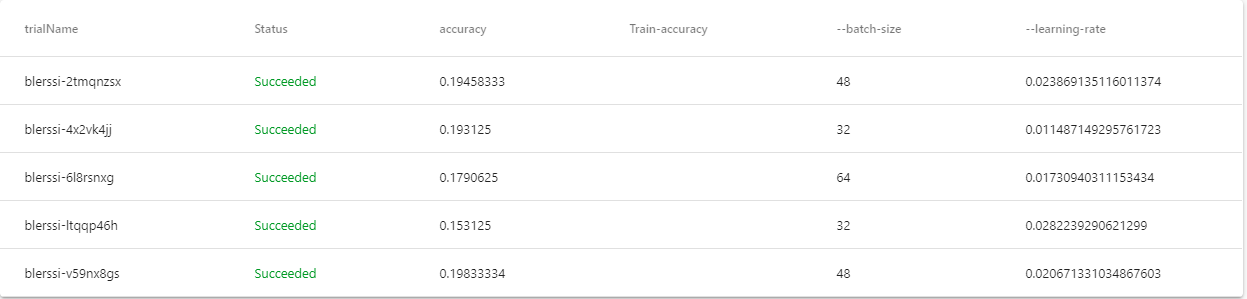 trialName Status accuracy Train-accuracy --batch-size --learning-rate
blerssi-2tmqnzsx Succeeded 0.19458333 48 0.023869135116011374
blerssi-4x2vk4jj Succeeded 0.193125 32 0.011487149295761723
blerssi-6l8rsnxg Succeeded 0.1790625 64 0.01730940311153434
blerssi-ltqqp46h Succeeded 0.153125 32 0.0282239290621299
blerssi-v59nx8gs Succeeded 0.19833334 48 0.020671331034867603